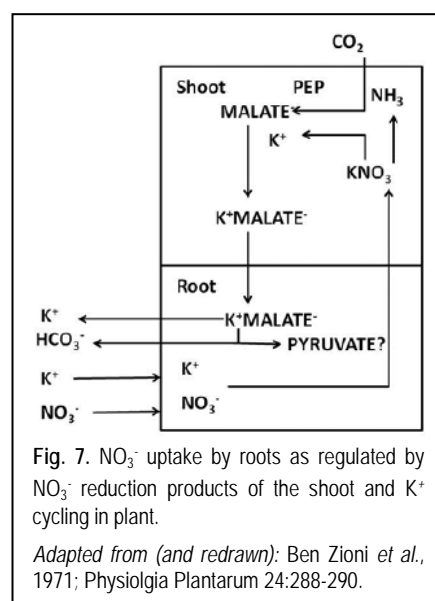 CO₂
Shoot PEP
NH₃
MALATE⁻
K⁺
KNO₃
K⁺MALATE⁻
Root
K⁺ K⁺MALATE⁻
HCO₃⁻ PYRUVATE?
K⁺ K⁺
NO₃⁻ NO₃⁻
Fig. 7. NO₃⁻ uptake by roots as regulated by
NO₃⁻ reduction products of the shoot and K⁺
cycling in plant.
Adapted from (and redrawn): Ben Zioni et al.,
1971; Physiolgia Plantarum 24:288-290.